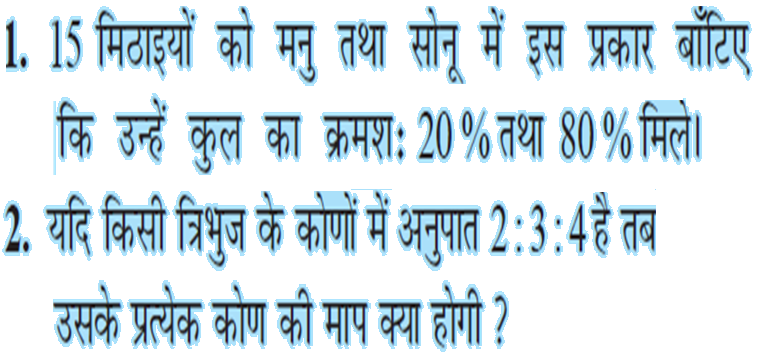 1. 15 मिठाइयों को मनु तथा सोनू में इस प्रकार बाँटिए
कि उन्हें कुल का क्रमशः 20% तथा 80% मिले।
2. यदि किसी त्रिभुज के कोणों में अनुपात 2:3:4 है तब
उसके प्रत्येक कोण की माप क्या होगी ?